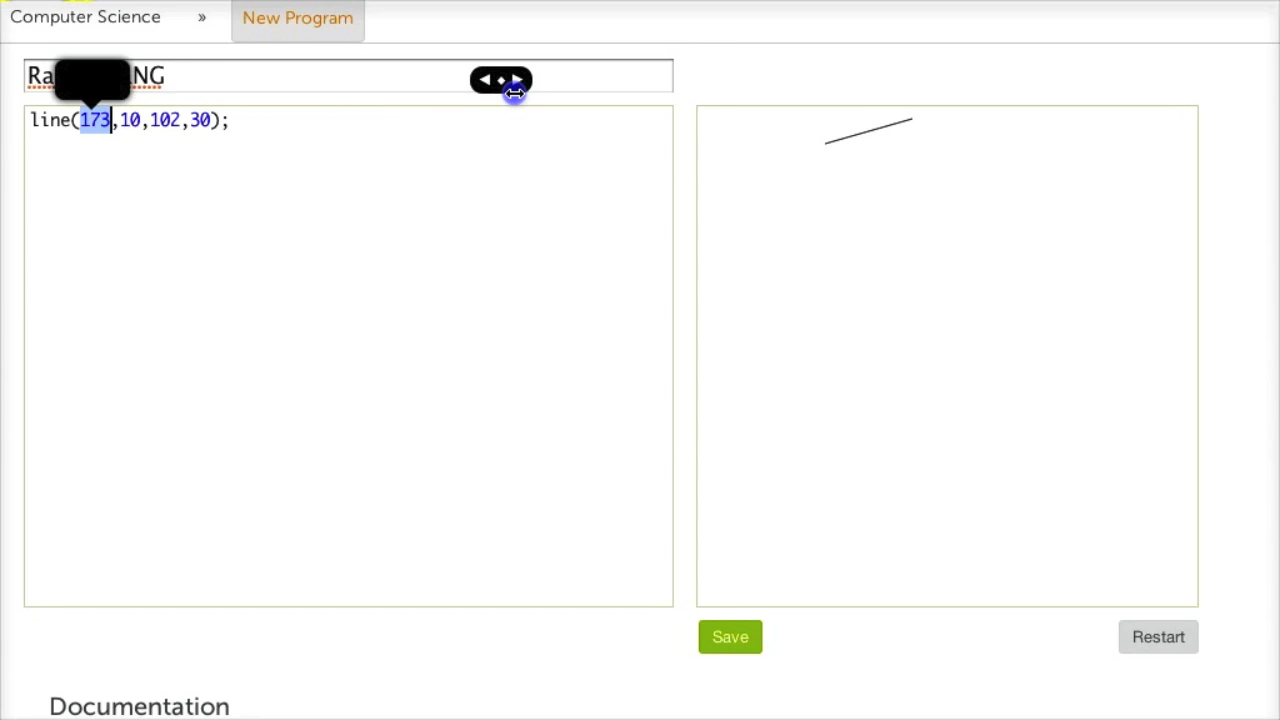 Computer Science » New Program
Ra NG
line(173,10,102,30);
Save
Restart
Documentation